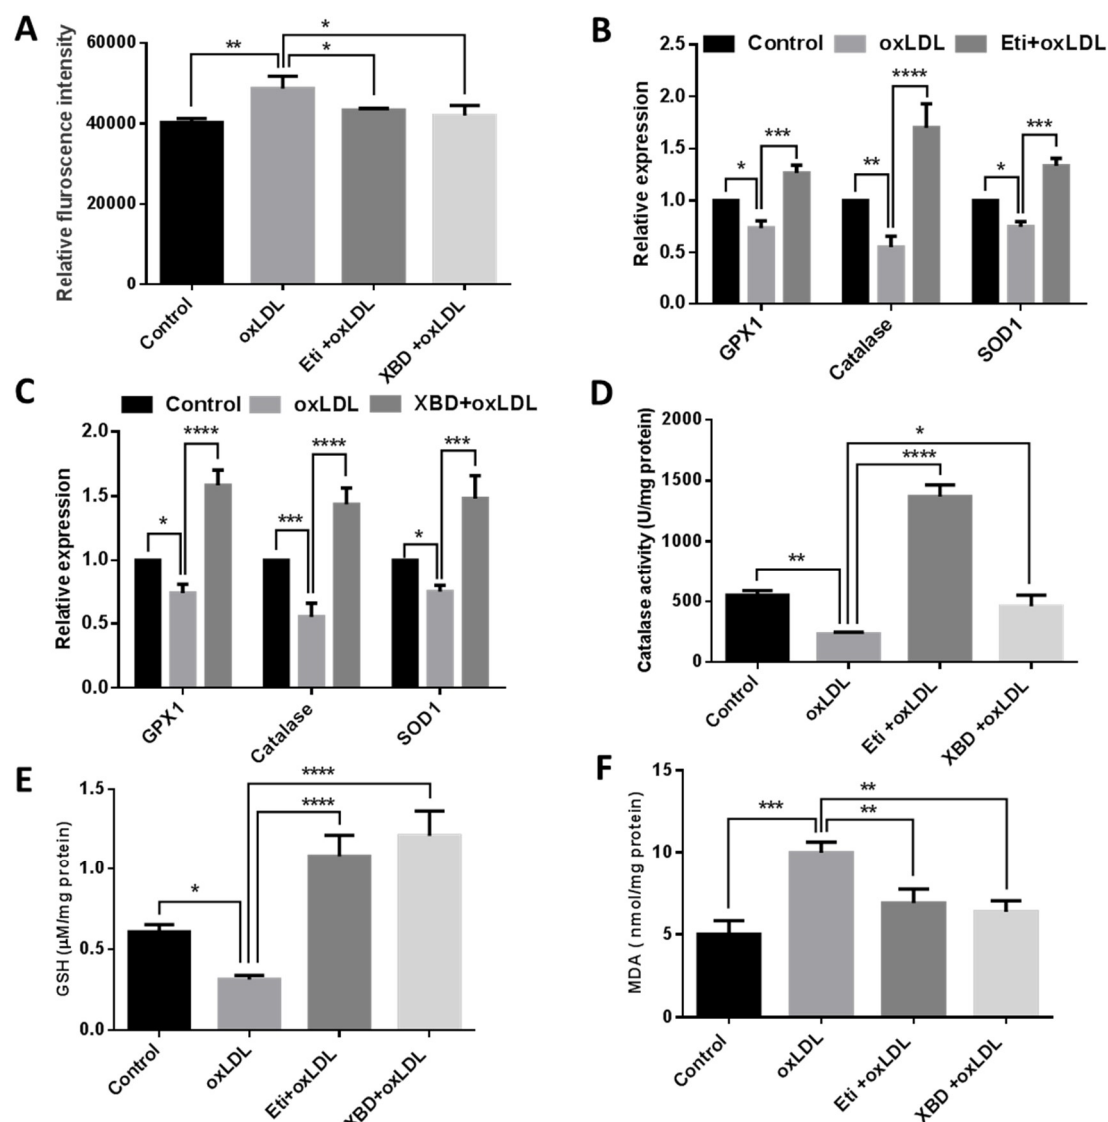 A
Relative fluroscence intensity
60000
40000
20000
0
**
*
*
Control
oxLDL
Eti +oxLDL
XBD +oxLDL
B
Control oxLDL Eti+oxLDL
Relative expression
2.5
2.0
1.5
1.0
0.5
0.0
*
***
**
****
*
***
GPX1
Catalase
SOD1
C
Control oxLDL XBD+oxLDL
Relative expression
2.0
1.5
1.0
0.5
0.0
*
****
***
****
*
***
GPX1
Catalase
SOD1
D
Catalase activity (U/mg protein)
2000
1500
1000
500
0
**
****
*
Control
oxLDL
Eti +oxLDL
XBD +oxLDL
E
GSH (µM/mg protein)
1.5
1.0
0.5
0.0
*
****
****
Control
oxLDL
Eti+oxLDL
XBD+oxLDL
F
MDA ( nmol/mg protein)
15
10
5
0
***
**
**
Control
oxLDL
Eti +oxLDL
XBD +oxLDL